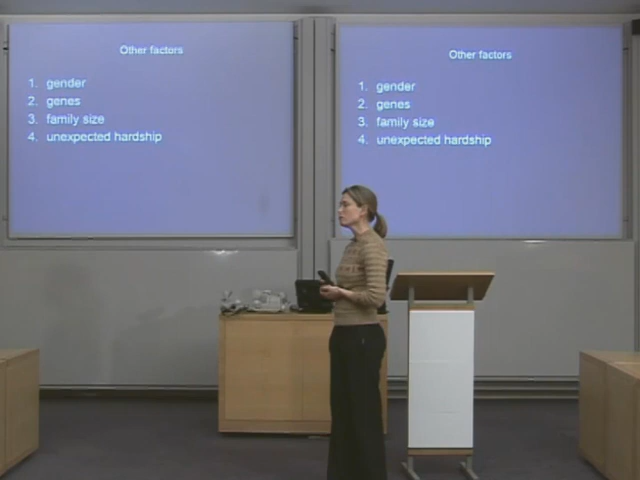 Other factors
1. gender
2. genes
3. family size
4. unexpected hardship
Other factors
1. gender
2. genes
3. family size
4. unexpected hardship